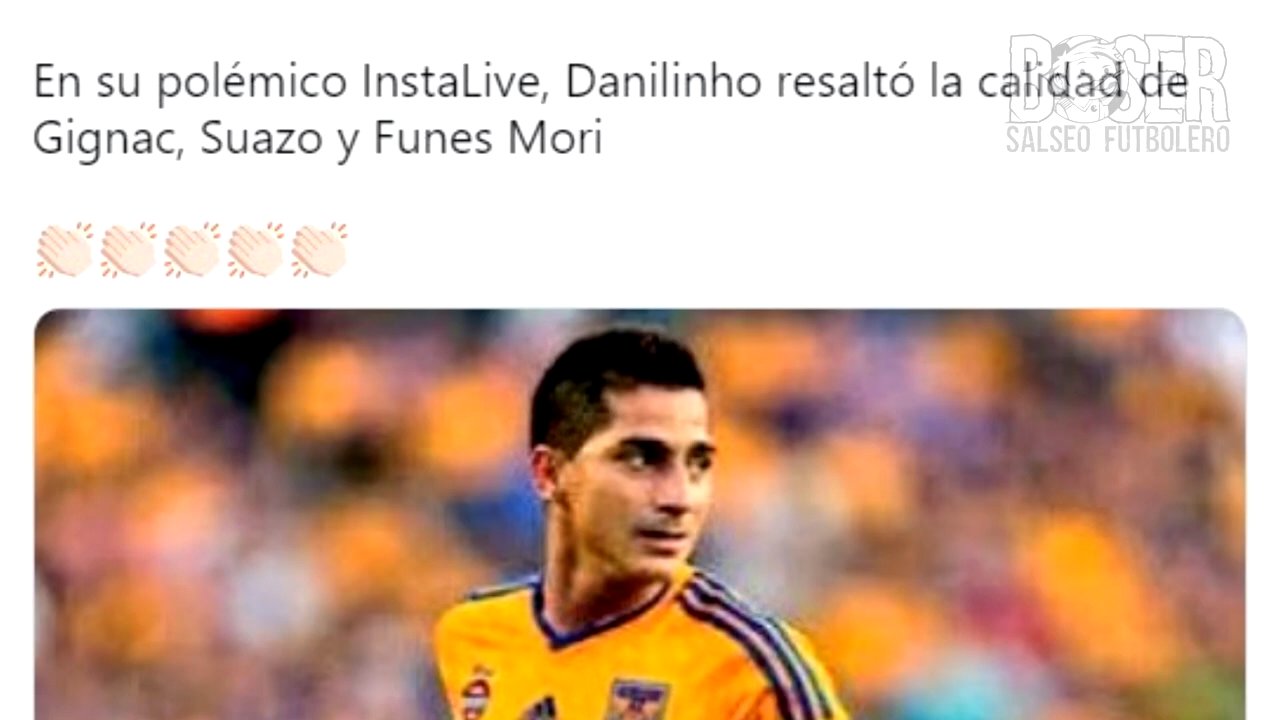 En su polémico InstaLive, Danilinho resaltó la calidad de
Gignac, Suazo y Funes Mori
👏🏻👏🏻👏🏻👏🏻👏🏻
DOSER
SALSEO FUTBOLERO